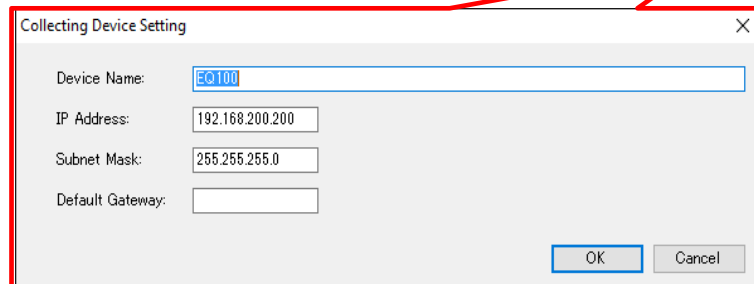 Collecting Device Setting
Device Name: EQ100
IP Address: 192.168.200.200
Subnet Mask: 255.255.255.0
Default Gateway:
OK Cancel